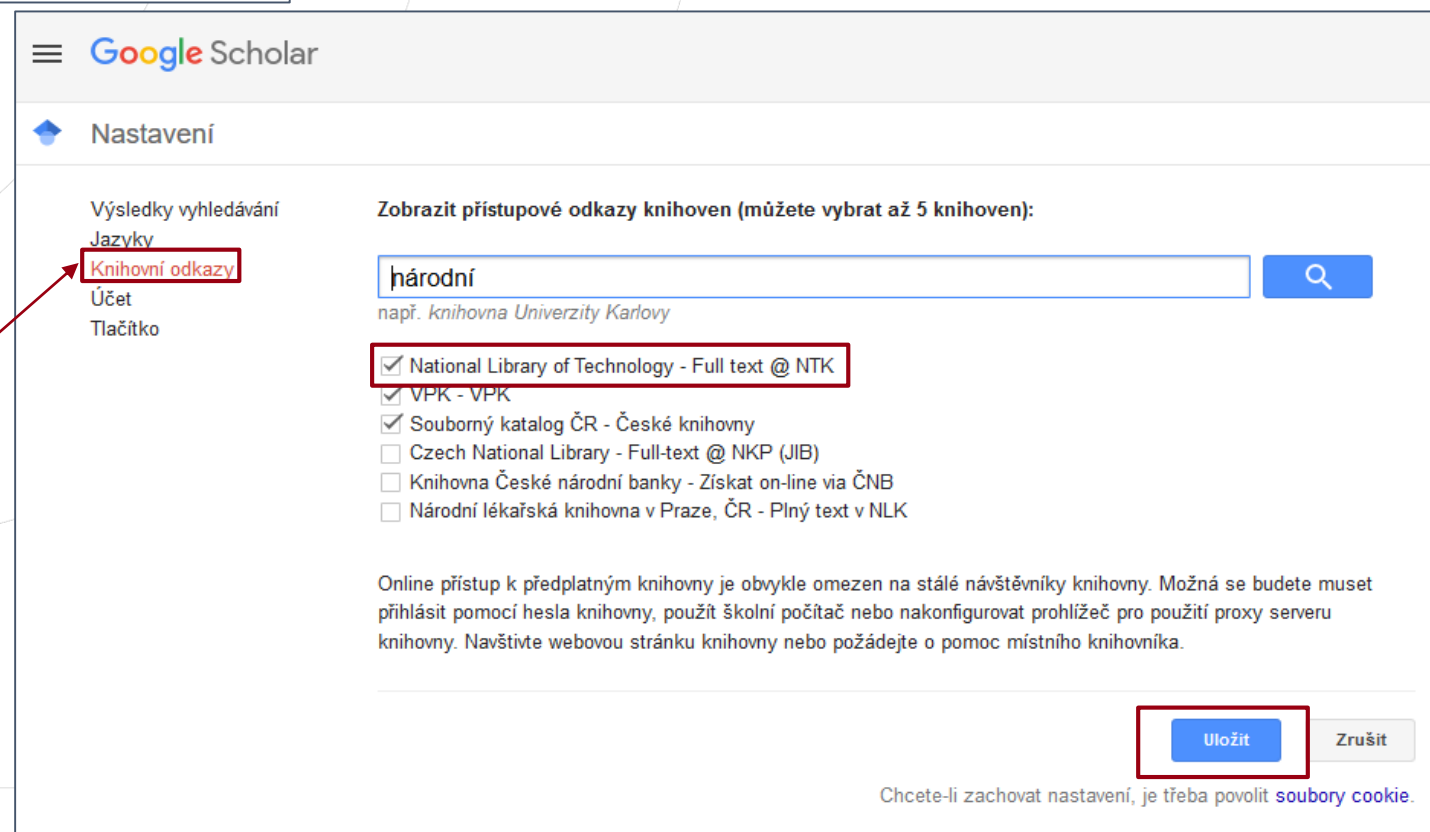 Google Scholar
Nastavení
Výsledky vyhledávání
Jazyky
Knihovní odkazy
Účet
Tlačítko
Zobrazit přístupové odkazy knihoven (můžete vybrat až 5 knihoven):
národní
např. knihovna Univerzity Karlovy
National Library of Technology - Full text @ NTK
VPK - VPK
Souborný katalog ČR - České knihovny
Czech National Library - Full-text @ NKP (JIB)
Knihovna České národní banky - Získat on-line via ČNB
Národní lékařská knihovna v Praze, ČR - Plný text v NLK
Online přístup k předplatným knihovny je obvykle omezen na stálé návštěvníky knihovny. Možná se budete muset
přihlásit pomocí hesla knihovny, použít školní počítač nebo nakonfigurovat prohlížeč pro použití proxy serveru
knihovny. Navštivte webovou stránku knihovny nebo požádejte o pomoc místního knihovníka.
Uložit
Zrušit
Chcete-li zachovat nastavení, je třeba povolit soubory cookie.